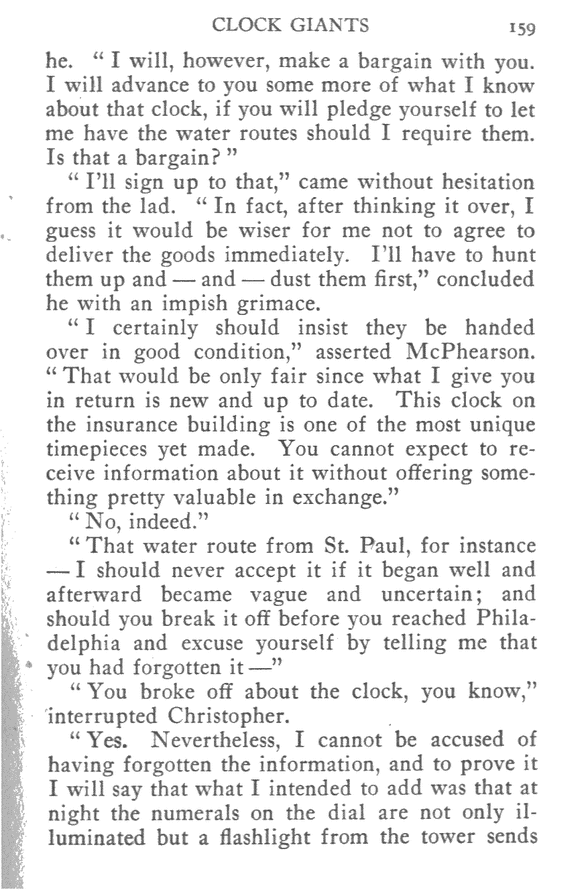 CLOCK GIANTS 159
he. “ I will, however, make a bargain with you.
I will advance to you some more of what I know
about that clock, if you will pledge yourself to let
me have the water routes should I require them.
Is that a bargain? ”
“ I’ll sign up to that,” came without hesitation
from the lad. “ In fact, after thinking it over, I
guess it would be wiser for me not to agree to
deliver the goods immediately. I’ll have to hunt
them up and — and — dust them first,” concluded
he with an impish grimace.
“ I certainly should insist they be handed
over in good condition,” asserted McPhearson.
“ That would be only fair since what I give you
in return is new and up to date. This clock on
the insurance building is one of the most unique
timepieces yet made. You cannot expect to re-
ceive information about it without offering some-
thing pretty valuable in exchange.”
“ No, indeed.”
“ That water route from St. Paul, for instance
— I should never accept it if it began well and
afterward became vague and uncertain; and
should you break it off before you reached Phila-
delphia and excuse yourself by telling me that
you had forgotten it —”
“ You broke off about the clock, you know,”
interrupted Christopher.
“ Yes. Nevertheless, I cannot be accused of
having forgotten the information, and to prove it
I will say that what I intended to add was that at
night the numerals on the dial are not only il-
luminated but a flashlight from the tower sends